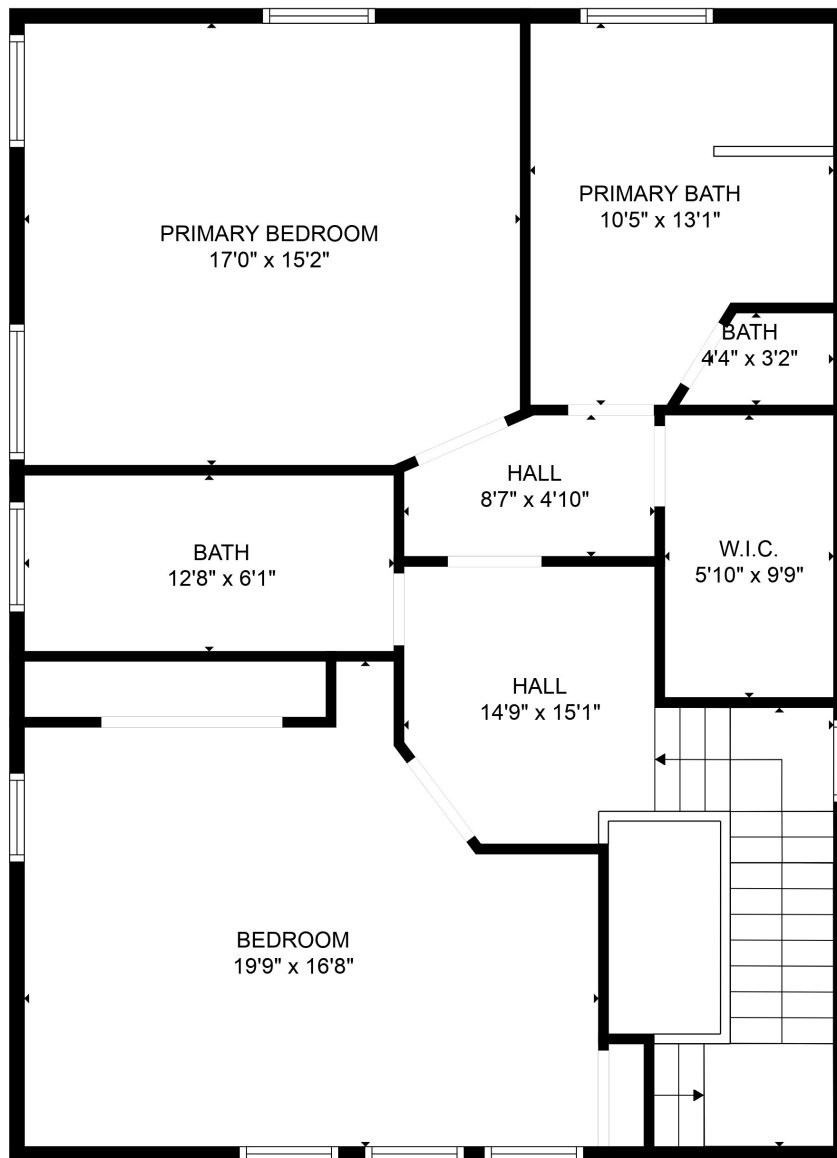 PRIMARY BEDROOM
17'0" x 15'2"
PRIMARY BATH
10'5" x 13'1"
BATH
4'4" x 3'2"
HALL
8'7" x 4'10"
BATH
12'8" x 6'1"
W.I.C.
5'10" x 9'9"
HALL
14'9" x 15'1"
BEDROOM
19'9" x 16'8"